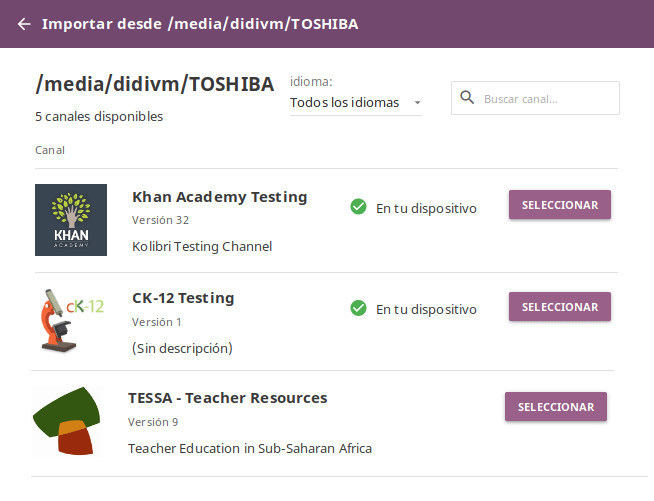 Importar desde /media/didivm/TOSHIBA
/media/didivm/TOSHIBA
5 canales disponibles
idioma:
Todos los idiomas
Buscar canal...
Canal
KHAN
ACADEMY
Khan Academy Testing
Versión 32
Kolibri Testing Channel
En tu dispositivo
SELECCIONAR
cK-12
CK-12 Testing
Versión 1
(Sin descripción)
En tu dispositivo
SELECCIONAR
TESSA - Teacher Resources
Versión 9
Teacher Education in Sub-Saharan Africa
SELECCIONAR